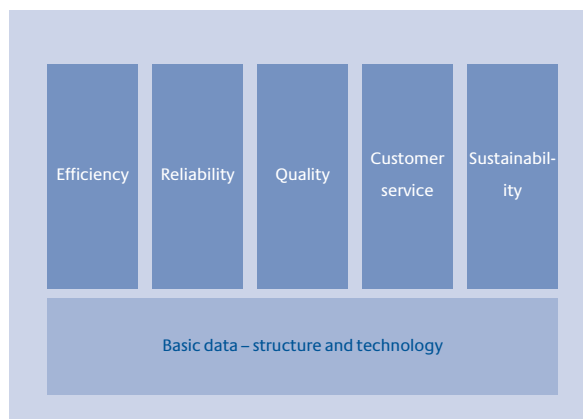 Efficiency
Reliability
Quality
Customer
service
Sustainabil-
ity
Basic data – structure and technology